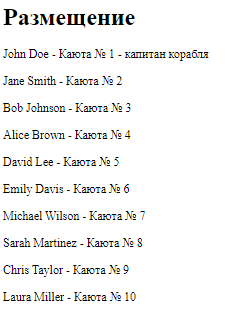 Размещение
John Doe - Каюта № 1 - капитан корабля
Jane Smith - Каюта № 2
Bob Johnson - Каюта № 3
Alice Brown - Каюта № 4
David Lee - Каюта № 5
Emily Davis - Каюта № 6
Michael Wilson - Каюта № 7
Sarah Martinez - Каюта № 8
Chris Taylor - Каюта № 9
Laura Miller - Каюта № 10